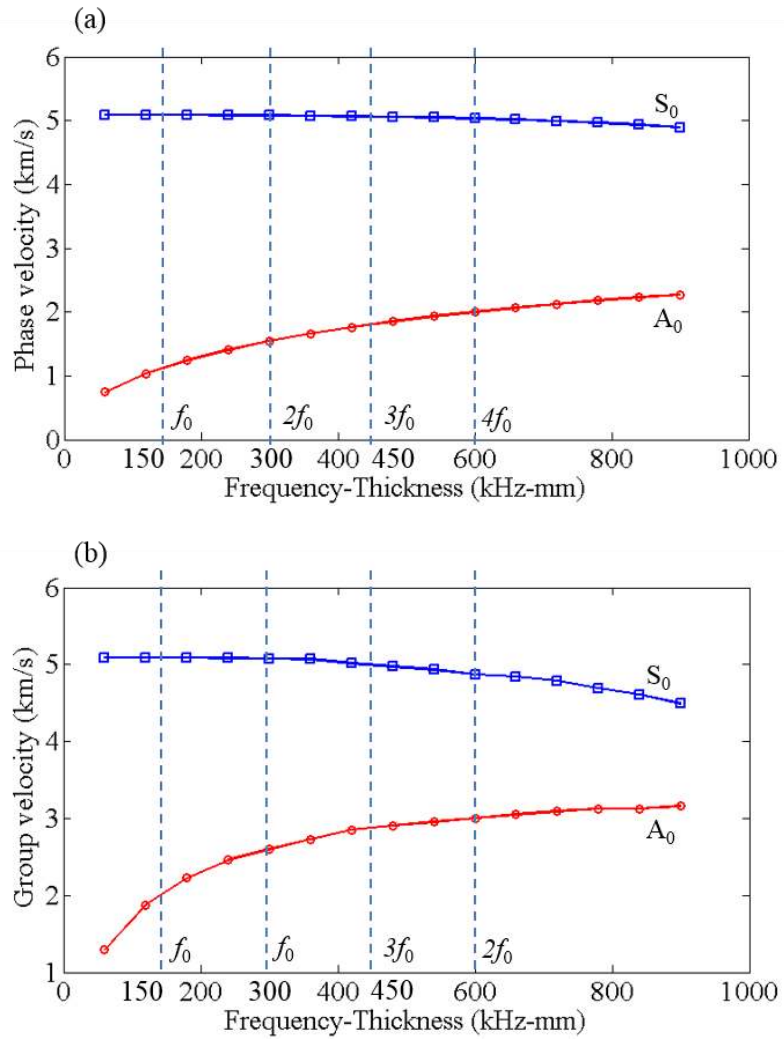 (a)
6
5
4
3
2
1
0
Phase velocity (km/s)
S0
A0
f0
2f0
3f0
4f0
0 150 200 300 400 450 600 800 1000
Frequency-Thickness (kHz-mm)
(b)
6
5
4
3
2
1
Group velocity (km/s)
S0
A0
f0
f0
3f0
2f0
0 150 200 300 400 450 600 800 1000
Frequency-Thickness (kHz-mm)